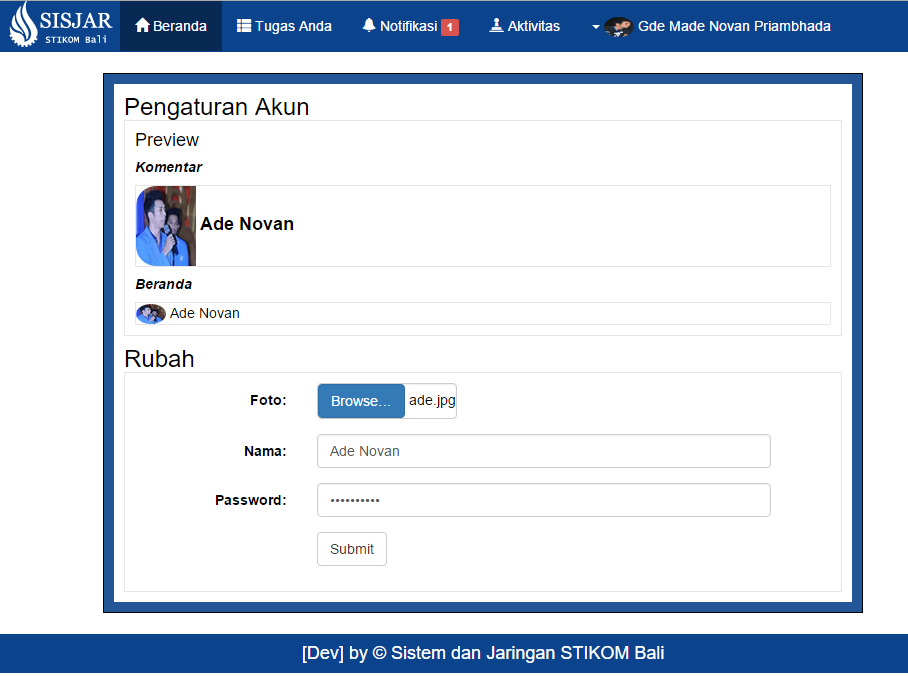 SISJAR
STIKOM Bali
Beranda
Tugas Anda
Notifikasi 1
Aktivitas
Gde Made Novan Priambhada
Pengaturan Akun
Preview
Komentar
Ade Novan
Beranda
Ade Novan
Rubah
Foto: Browse... ade.jpg
Nama: Ade Novan
Password: ••••••••••
Submit
[Dev] by © Sistem dan Jaringan STIKOM Bali